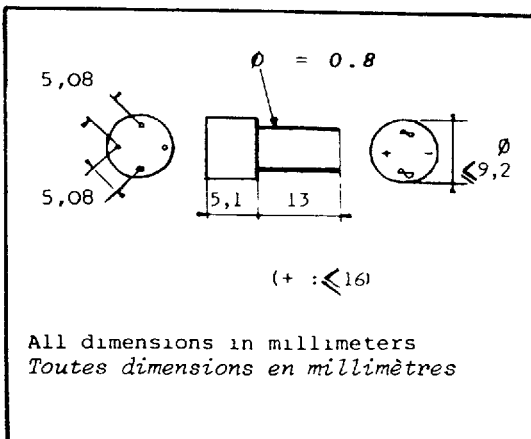 Ø = 0.8
5,08
5,08
5,1
13
+
-
Ø
≤9,2
(+ :≤16)
All dimensions in millimeters
Toutes dimensions en millimètres